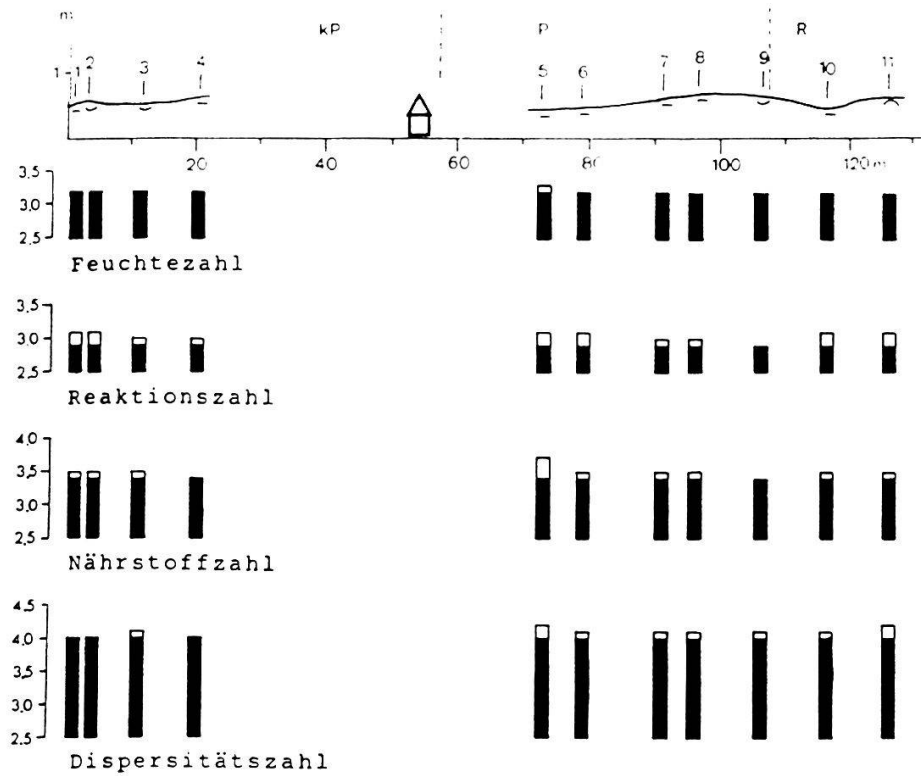 m
kP P R
1 1 2 3 4 5 6 7 8 9 10 11
20 40 60 80 100 120 m
3,5
3,0
2,5
Feuchtezahl
3,5
3,0
2,5
Reaktionszahl
4,0
3,5
3,0
2,5
Nährstoffzahl
4,5
4,0
3,5
3,0
2,5
Dispersitätszahl